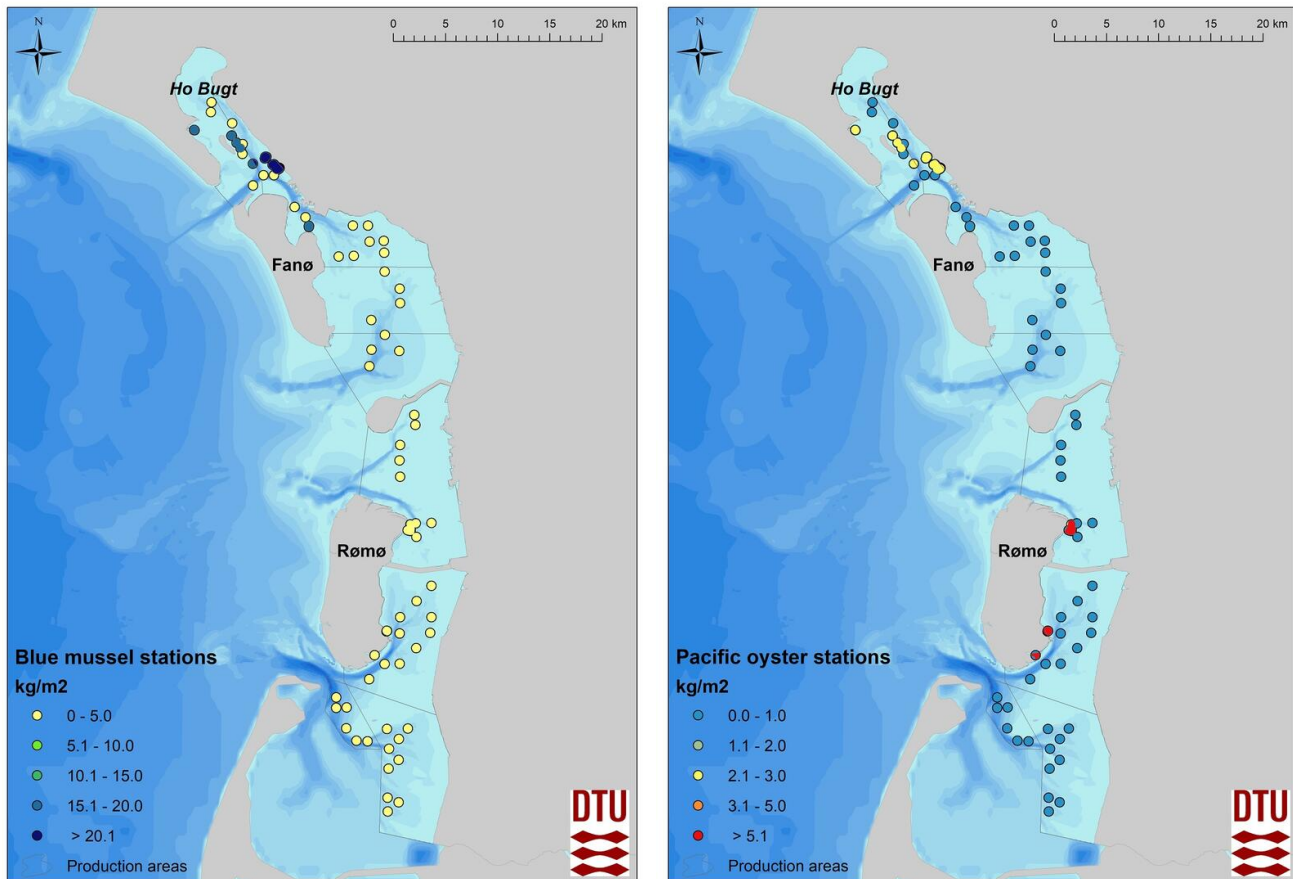 N
0 5 10 15 20 km
Ho Bugt
Fanø
Rømø
Blue mussel stations
kg/m2
0 - 5.0
5.1 - 10.0
10.1 - 15.0
15.1 - 20.0
> 20.1
Production areas
DTU
N
0 5 10 15 20 km
Ho Bugt
Fanø
Rømø
Pacific oyster stations
kg/m2
0.0 - 1.0
1.1 - 2.0
2.1 - 3.0
3.1 - 5.0
> 5.1
Production areas
DTU